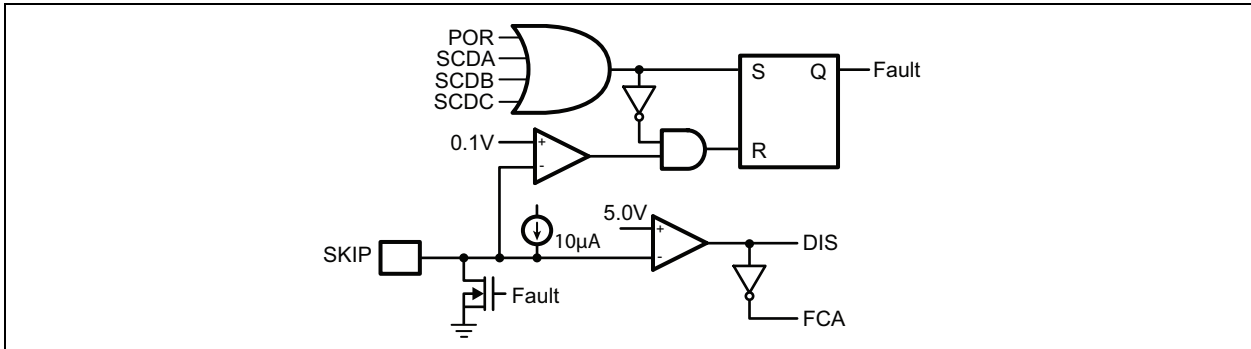 POR
SCDA
SCDB
SCDC
S
Q
Fault
0.1V
+
-
R
5.0V
+
-
10µA
SKIP
DIS
Fault
FCA